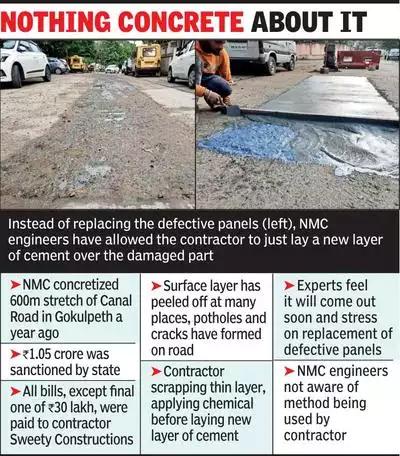 NOTHING CONCRETE ABOUT IT
Instead of replacing the defective panels (left), NMC
engineers have allowed the contractor to just lay a new layer
of cement over the damaged part
➤NMC concretized
600m stretch of Canal
Road in Gokulpeth a
year ago
➤₹1.05 crore was
sanctioned by state
➤All bills, except final
one of ₹30 lakh, were
paid to contractor
Sweety Constructions
➤Surface layer has
peeled off at many
places, potholes and
cracks have formed
on road
➤Contractor
scrapping thin layer,
applying chemical
before laying new
layer of cement
➤Experts feel
it will come out
soon and stress
on replacement of
defective panels
➤NMC engineers
not aware of
method being
used by
contractor